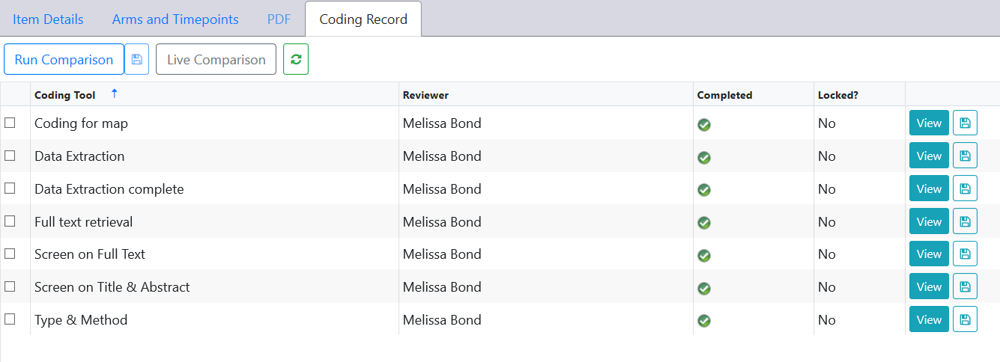 Item Details Arms and Timepoints PDF Coding Record
Run Comparison Live Comparison
Coding Tool Reviewer Completed Locked?
Coding for map Melissa Bond No View
Data Extraction Melissa Bond No View
Data Extraction complete Melissa Bond No View
Full text retrieval Melissa Bond No View
Screen on Full Text Melissa Bond No View
Screen on Title & Abstract Melissa Bond No View
Type & Method Melissa Bond No View